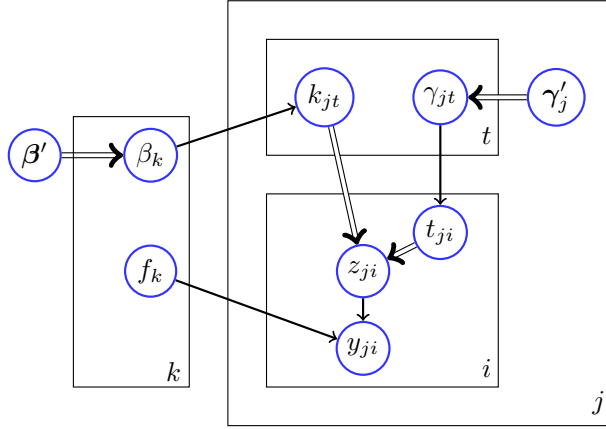 k_{jt} γ_{jt} γ'_j
t
β' β_k
t_{ji}
f_k z_{ji}
y_{ji}
k i
j